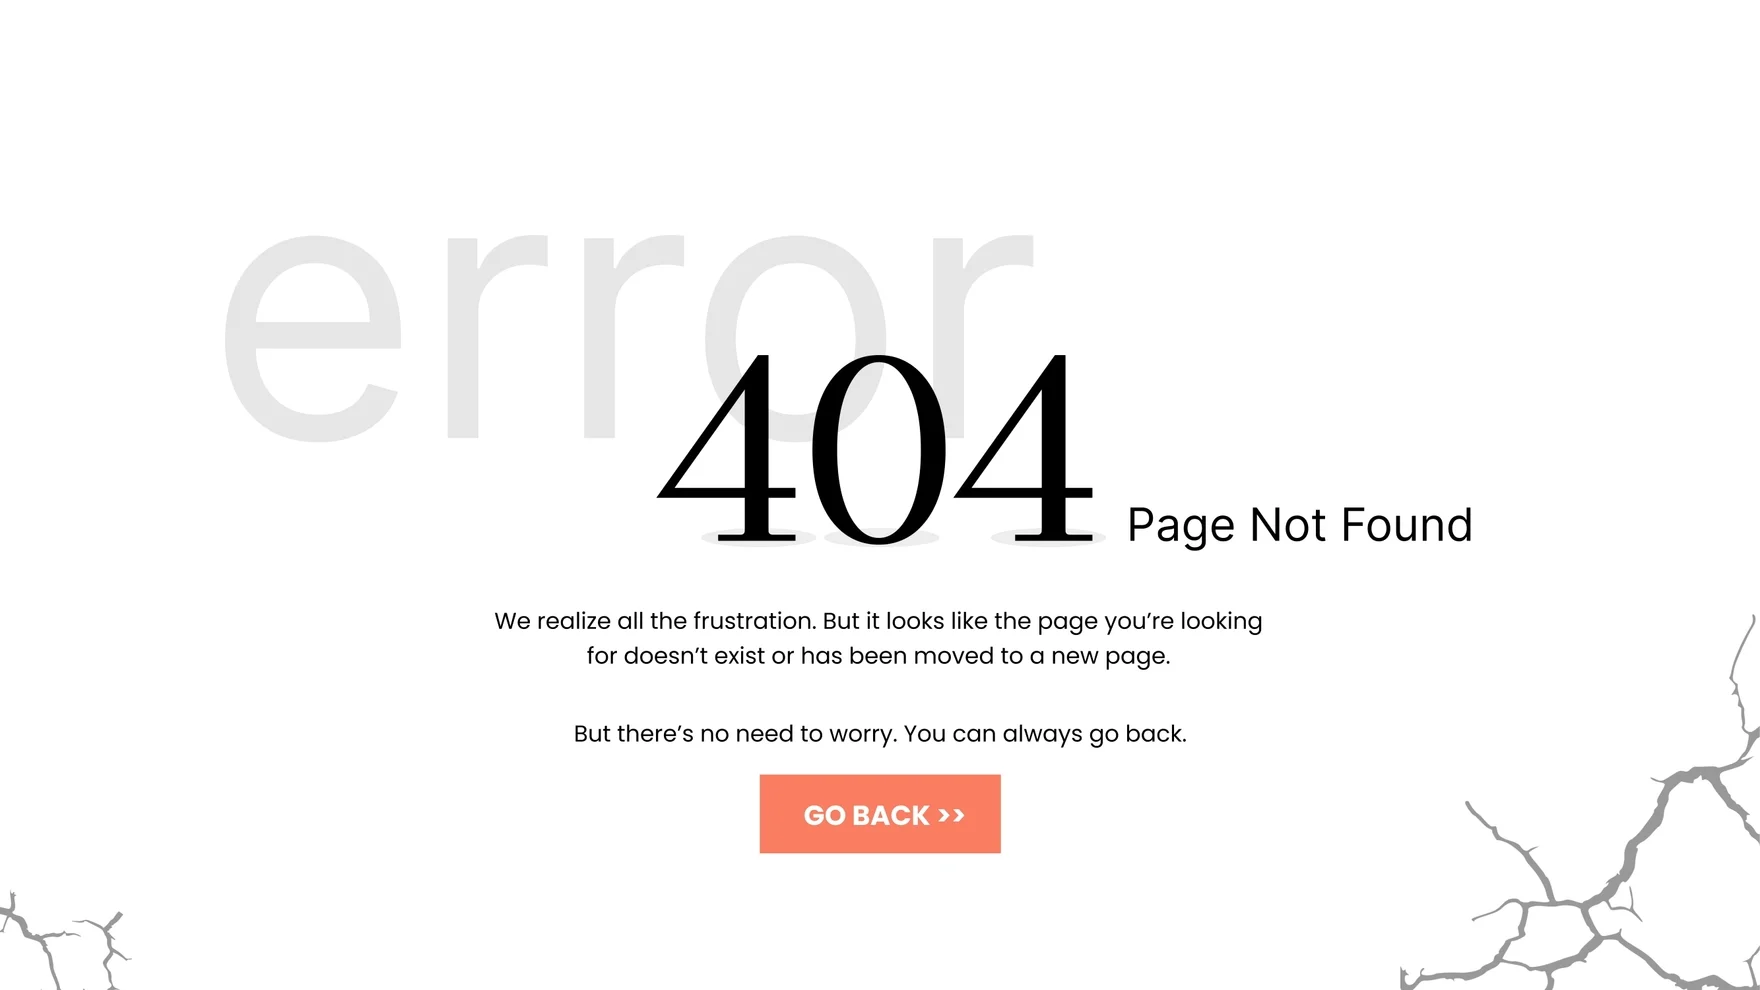 error
404 Page Not Found
We realize all the frustration. But it looks like the page you’re looking
for doesn’t exist or has been moved to a new page.
But there’s no need to worry. You can always go back.
GO BACK >>